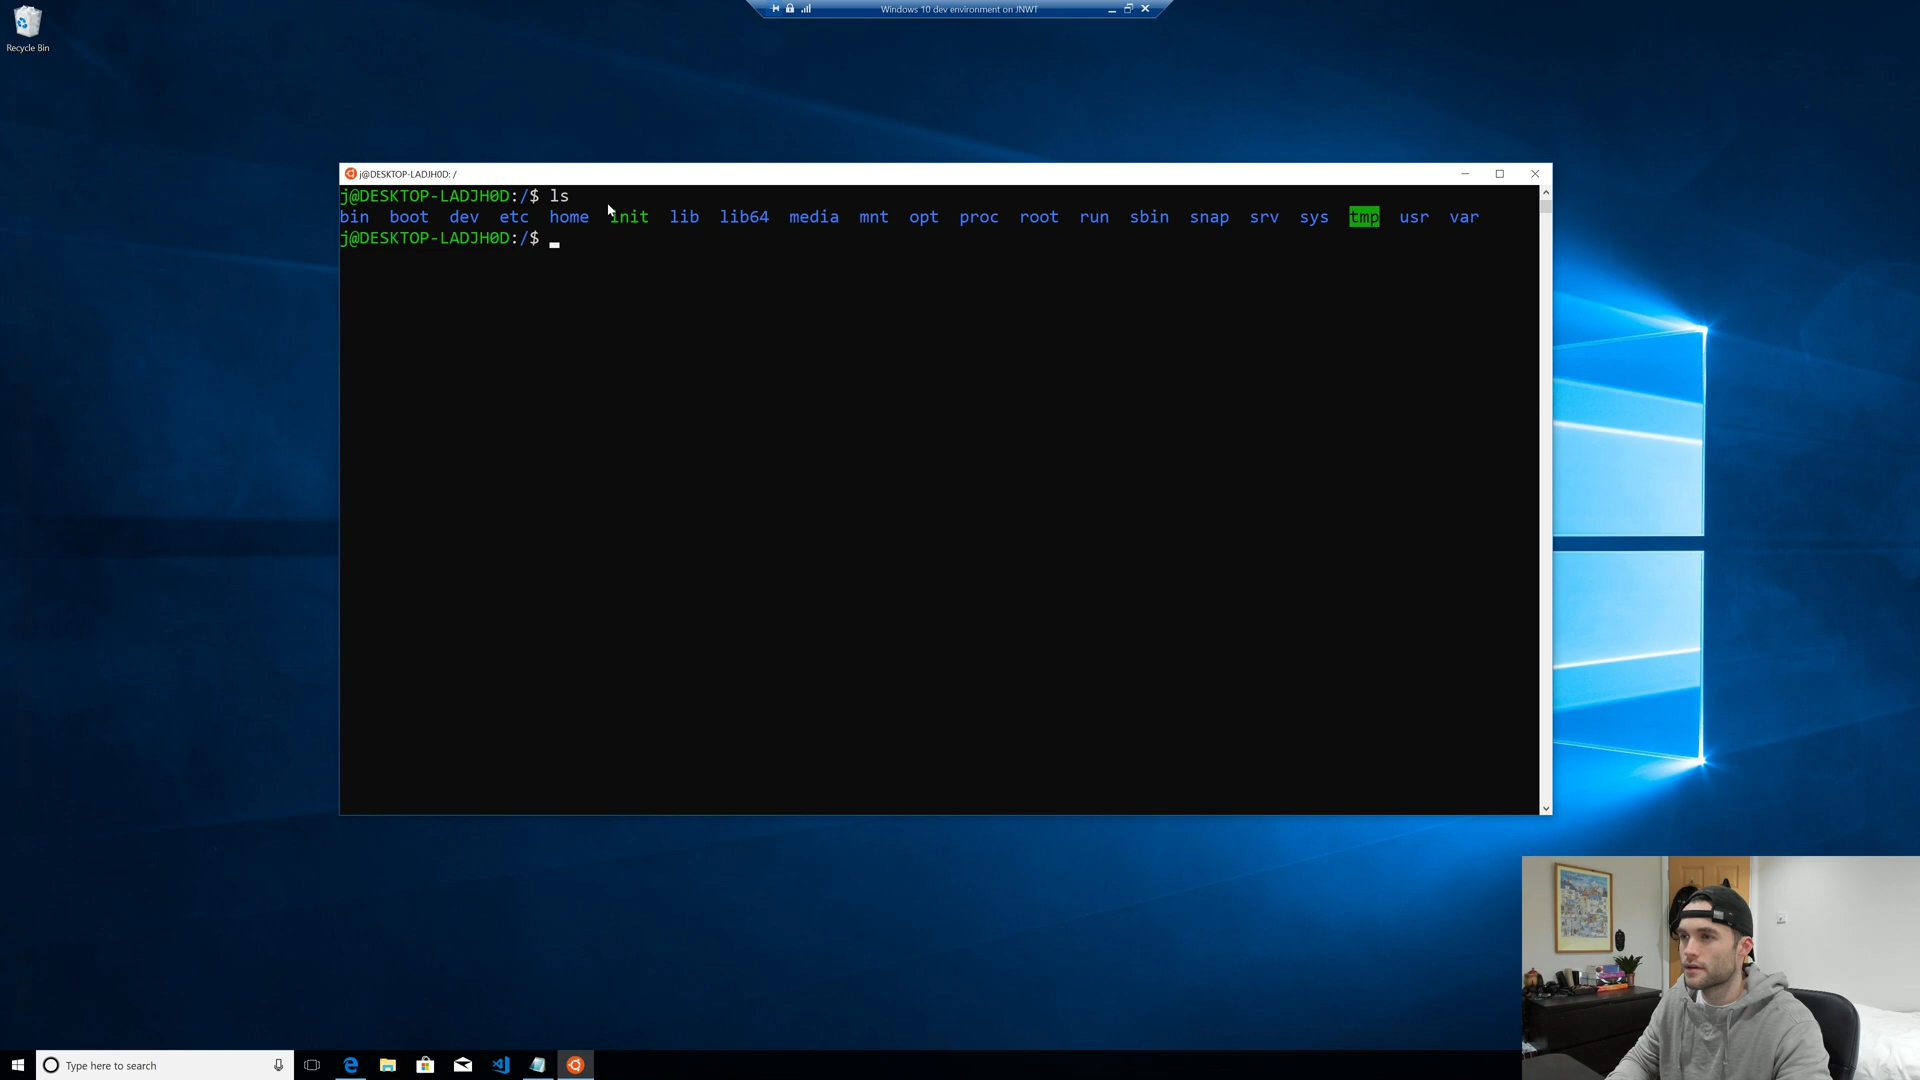 Windows 10 dev environment on JNWT
Recycle Bin
j@DESKTOP-LADJH0D: /
j@DESKTOP-LADJH0D:/$ ls
bin boot dev etc home init lib lib64 media mnt opt proc root run sbin snap srv sys tmp usr var
j@DESKTOP-LADJH0D:/$
Type here to search